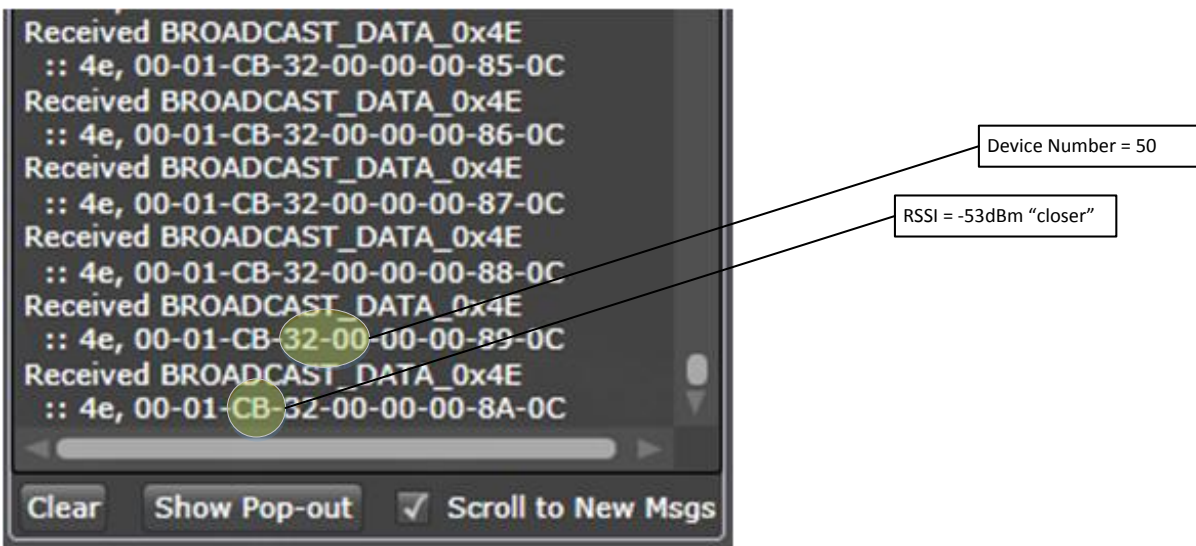 Received BROADCAST_DATA_0x4E
:: 4e, 00-01-CB-32-00-00-00-85-0C
Received BROADCAST_DATA_0x4E
:: 4e, 00-01-CB-32-00-00-00-86-0C
Received BROADCAST_DATA_0x4E
:: 4e, 00-01-CB-32-00-00-00-87-0C
Received BROADCAST_DATA_0x4E
:: 4e, 00-01-CB-32-00-00-00-88-0C
Received BROADCAST_DATA_0x4E
:: 4e, 00-01-CB-32-00-00-00-89-0C
Received BROADCAST_DATA_0x4E
:: 4e, 00-01-CB-32-00-00-00-8A-0C
Clear Show Pop-out Scroll to New Msgs
Device Number = 50
RSSI = -53dBm “closer”